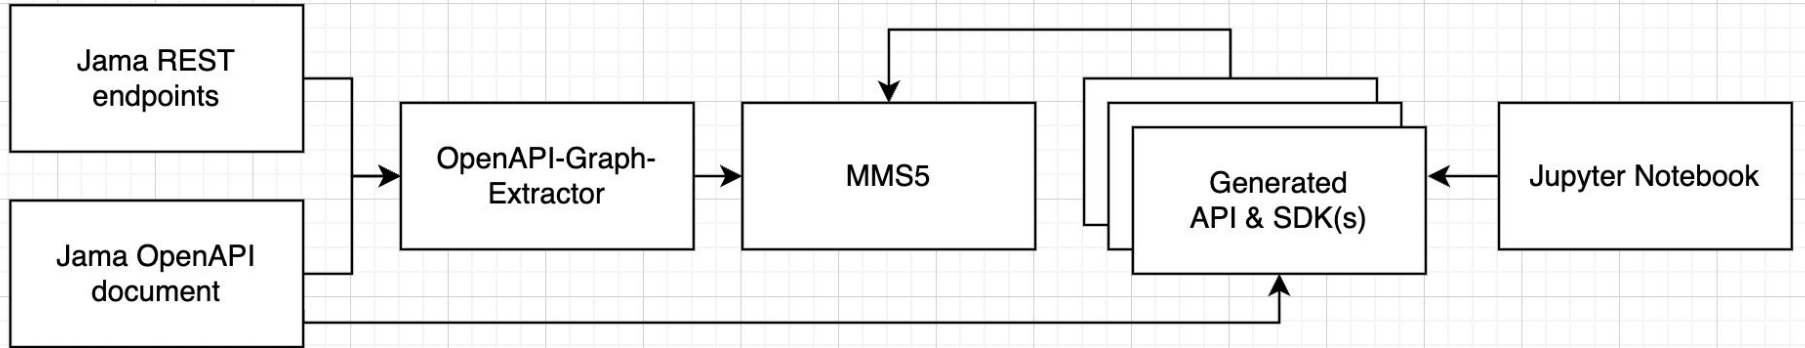 Jama REST
endpoints
OpenAPI-Graph-
Extractor
MMS5
Generated
API & SDK(s)
Jupyter Notebook
Jama OpenAPI
document